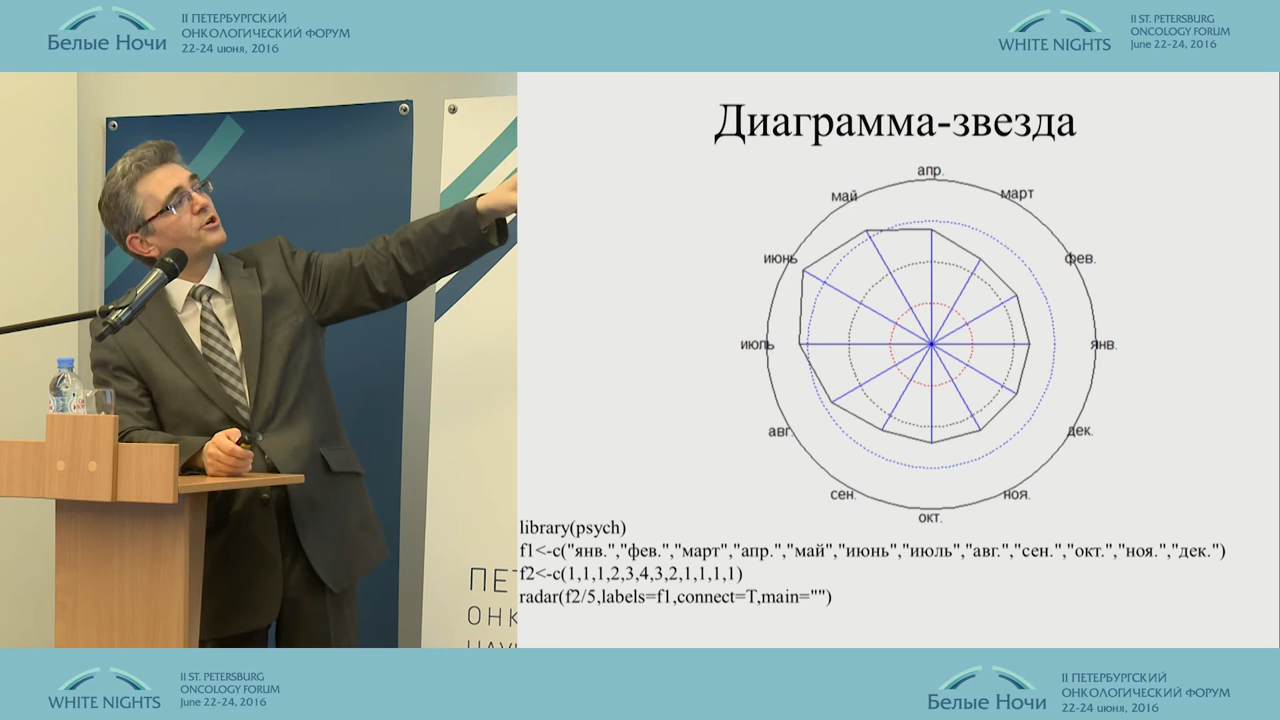 Белые Ночи
II ПЕТЕРБУРГСКИЙ
ОНКОЛОГИЧЕСКИЙ ФОРУМ
22-24 июня, 2016
WHITE NIGHTS
II ST. PETERSBURG
ONCOLOGY FORUM
June 22-24, 2016
Диаграмма-звезда
апр.
май
март
июнь
фев.
июль
янв.
авг.
дек.
сен.
ноя.
окт.
library(psych)
f1<-c("янв.","фев.","март","апр.","май","июнь","июль","авг.","сен.","окт.","ноя.","дек.")
f2<-c(1,1,1,2,3,4,3,2,1,1,1,1)
radar(f2/5,labels=f1,connect=T,main="")
ПЕТ
ОНК
НАУ
WHITE NIGHTS
II ST. PETERSBURG
ONCOLOGY FORUM
June 22-24, 2016
Белые Ночи
II ПЕТЕРБУРГСКИЙ
ОНКОЛОГИЧЕСКИЙ ФОРУМ
22-24 июня, 2016